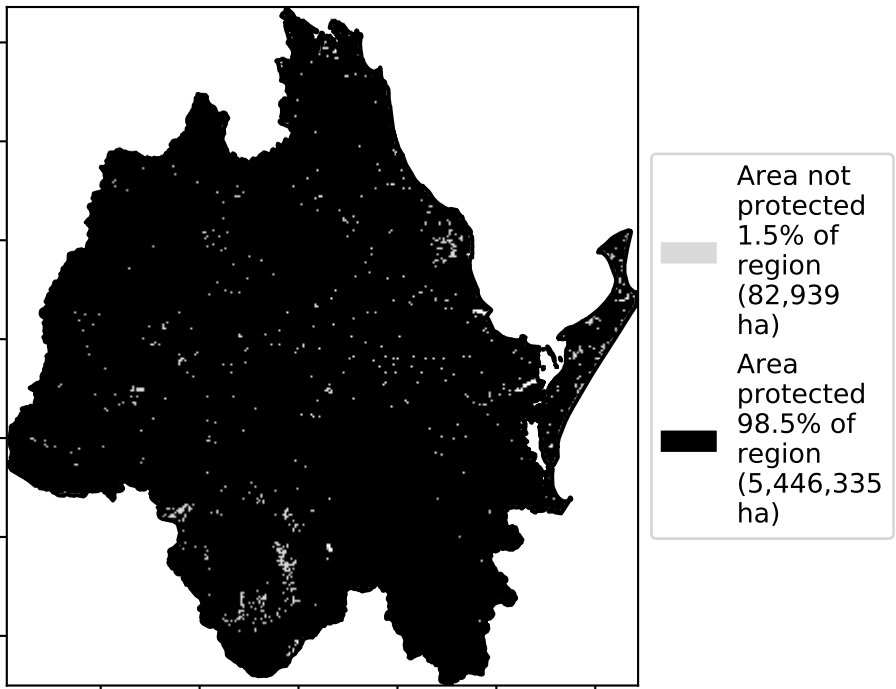 Area not
protected
1.5% of
region
(82,939
ha)
Area
protected
98.5% of
region
(5,446,335
ha)